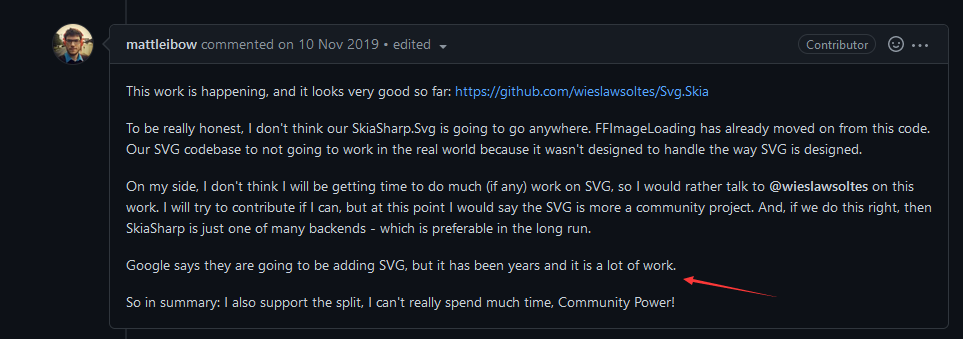 mattleibow commented on 10 Nov 2019 • edited
Contributor
This work is happening, and it looks very good so far: https://github.com/wieslawsoltes/Svg.Skia
To be really honest, I don't think our SkiaSharp.Svg is going to go anywhere. FFImageLoading has already moved on from this code.
Our SVG codebase to not going to work in the real world because it wasn't designed to handle the way SVG is designed.
On my side, I don't think I will be getting time to do much (if any) work on SVG, so I would rather talk to @wieslawsoltes on this
work. I will try to contribute if I can, but at this point I would say the SVG is more a community project. And, if we do this right, then
SkiaSharp is just one of many backends - which is preferable in the long run.
Google says they are going to be adding SVG, but it has been years and it is a lot of work.
So in summary: I also support the split, I can't really spend much time, Community Power!